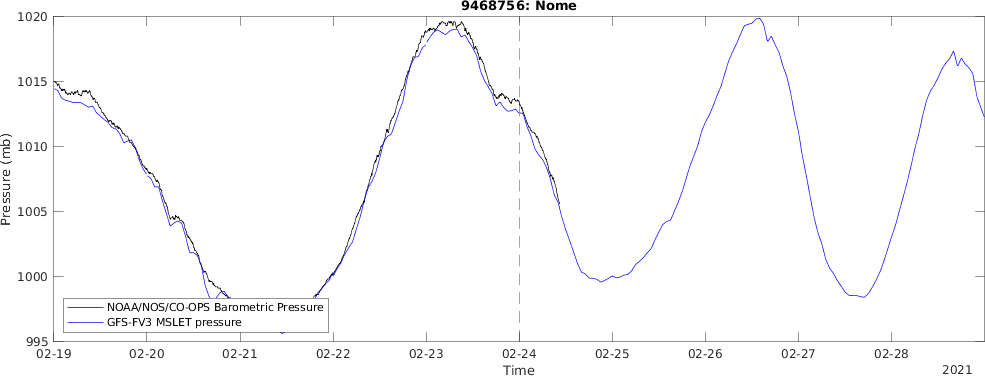 9468756: Nome
1020
1015
1010
1005
1000
995
Pressure (mb)
NOAA/NOS/CO-OPS Barometric Pressure
GFS-FV3 MSLET pressure
02-19 02-20 02-21 02-22 02-23 02-24 02-25 02-26 02-27 02-28
Time
2021